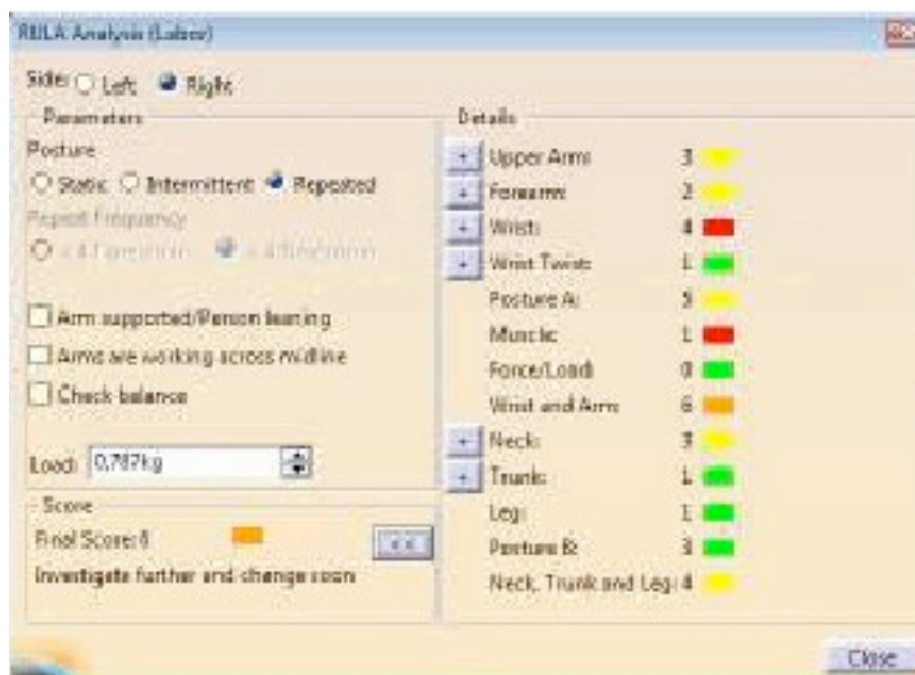 RULA Analysis (Labor)
Side: Left Right
Parameters
Posture
Static Intermittent Repeated
Repeat Frequency
Arm supported/Person leaning
Arms are working across midline
Check balance
Load: 0,787kg
Score
Final Score: 6
Investigate further and change soon
Details
+ Upper Arm: 3
+ Forearm: 2
+ Wrist: 4
+ Wrist Twist: 1
Posture A: 5
Muscle: 1
Force/Load: 0
Wrist and Arm: 6
+ Neck: 3
+ Trunk: 1
Leg: 1
Posture B: 3
Neck, Trunk and Leg: 4
Close